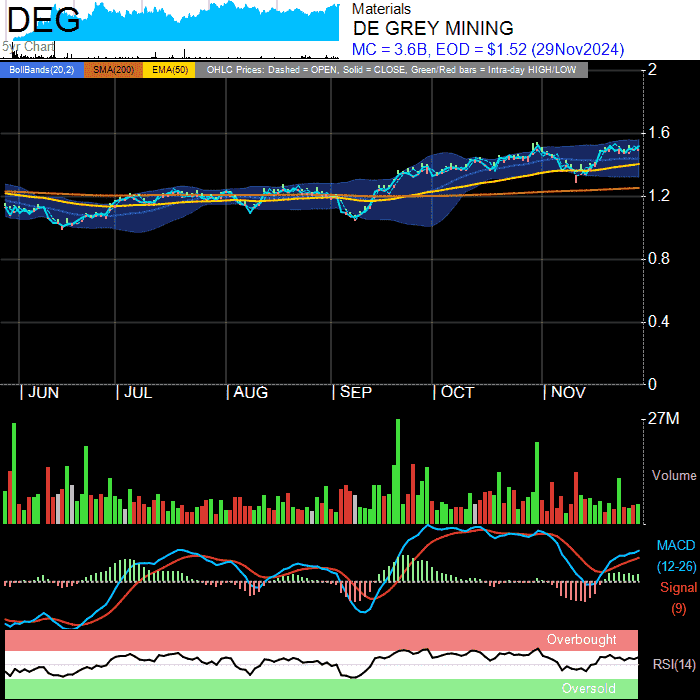 DEG
5yr Chart
Materials
DE GREY MINING
MC = 3.6B, EOD = $1.52 (29Nov2024)
BollBands(20,2) SMA(200) EMA(50) OHLC Prices: Dashed = OPEN, Solid = CLOSE, Green/Red bars = Intra-day HIGH/LOW
2
1.6
1.2
0.8
0.4
0
| JUN | JUL | AUG | SEP | OCT | NOV
27M
Volume
MACD
(12-26)
Signal
(9)
Overbought
RSI(14)
Oversold